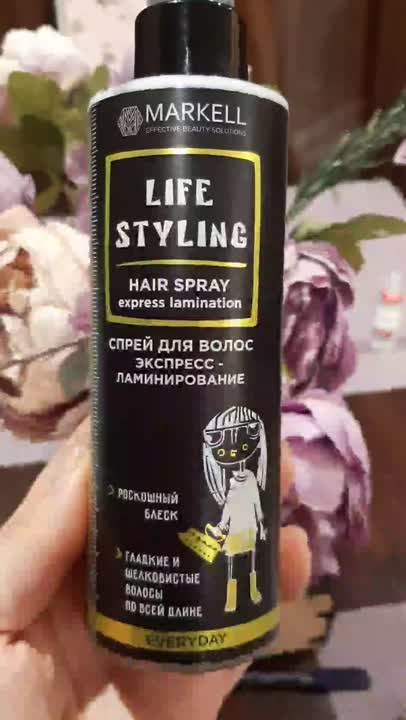 MARKELL
EFFECTIVE BEAUTY SOLUTIONS
LIFE
STYLING
HAIR SPRAY
express lamination
СПРЕЙ ДЛЯ ВОЛОС
ЭКСПРЕСС -
ЛАМИНИРОВАНИЕ
РОСКОШНЫЙ
БЛЕСК
ГЛАДКИЕ И
ШЕЛКОВИСТЫЕ
ВОЛОСЫ
ПО ВСЕЙ ДЛИНЕ
EVERYDAY